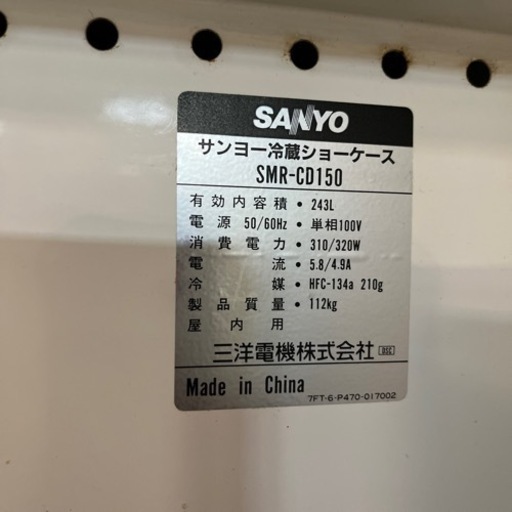 SANYO
サンヨー冷蔵ショーケース
SMR-CD150
有効内容積・243L
電源 50/60Hz・単相100V
消費電力・310/320W
電流・5.8/4.9A
冷媒・HFC-134a 210g
製品質量・112kg
屋内用
三洋電機株式会社 OSC
Made in China
7FT-6-P470-017002